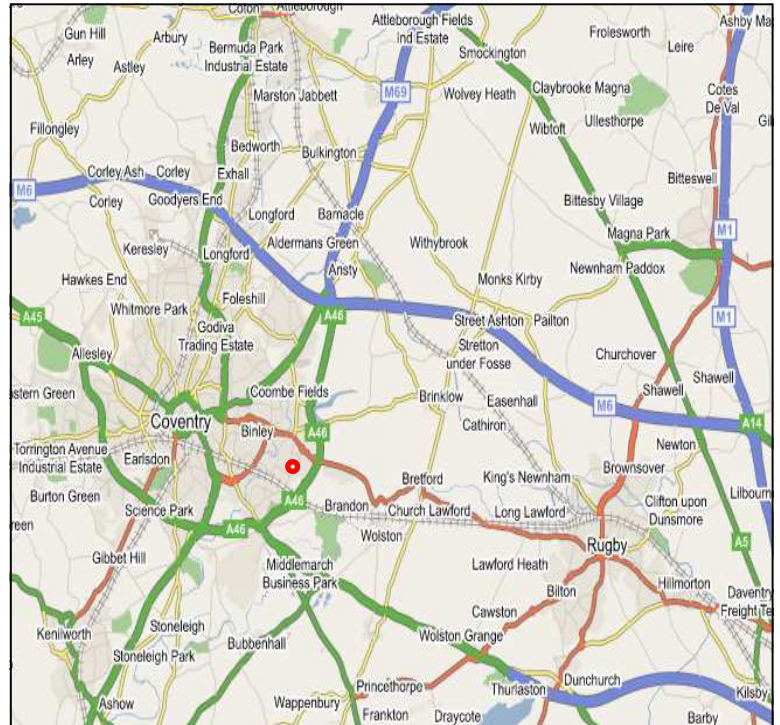 Coton
Attleborough
Gun Hill
Arbury
Attleborough Fields
Ind Estate
Frolesworth
Leire
Ashby Ma
Arley
Astley
Bermuda Park
Industrial Estate
Smockington
M69
Wolvey Heath
Claybrooke Magna
Cotes
De Val
Marston Jabbett
Ullesthorpe
Wibtoft
Fillongley
Bedworth
Bulkington
Corley Ash
Corley
Exhall
Bitteswell
M6
Goodyers End
Corley
Longford
Barnacle
Bittesby Village
M1
Keresley
Longford
Aldermans Green
Withybrook
Magna Park
Ansty
Newnham Paddox
Hawkes End
Foleshill
Monks Kirby
Whitmore Park
A45
A46
Street Ashton
Pailton
M1
Godiva
Trading Estate
Stretton
under Fosse
Allesley
Churchover
Shawell
Shawell
stern Green
Coombe Fields
Brinklow
Easenhall
M6
A14
Coventry
Binley
A46
Cathiron
Newton
Torrington Avenue
Industrial Estate
Earlsdon
Bretford
King's Newnham
Brownsover
Burton Green
Science Park
A46
Brandon
Church Lawford
Long Lawford
Clifton upon
Dunsmore
Lilbour
reen
A46
Wolston
A5
Gibbet Hill
Rugby
Middlemarch
Business Park
Lawford Heath
Hillmorton
Daventry
Freight Te
Bilton
Cawston
Kenilworth
Stoneleigh
Bubbenhall
Wolston Grange
Stoneleigh Park
Dunchurch
Ashow
Princethorpe
Thurlaston
Kilsby
Wappenbury
Frankton
Draycote
Barby